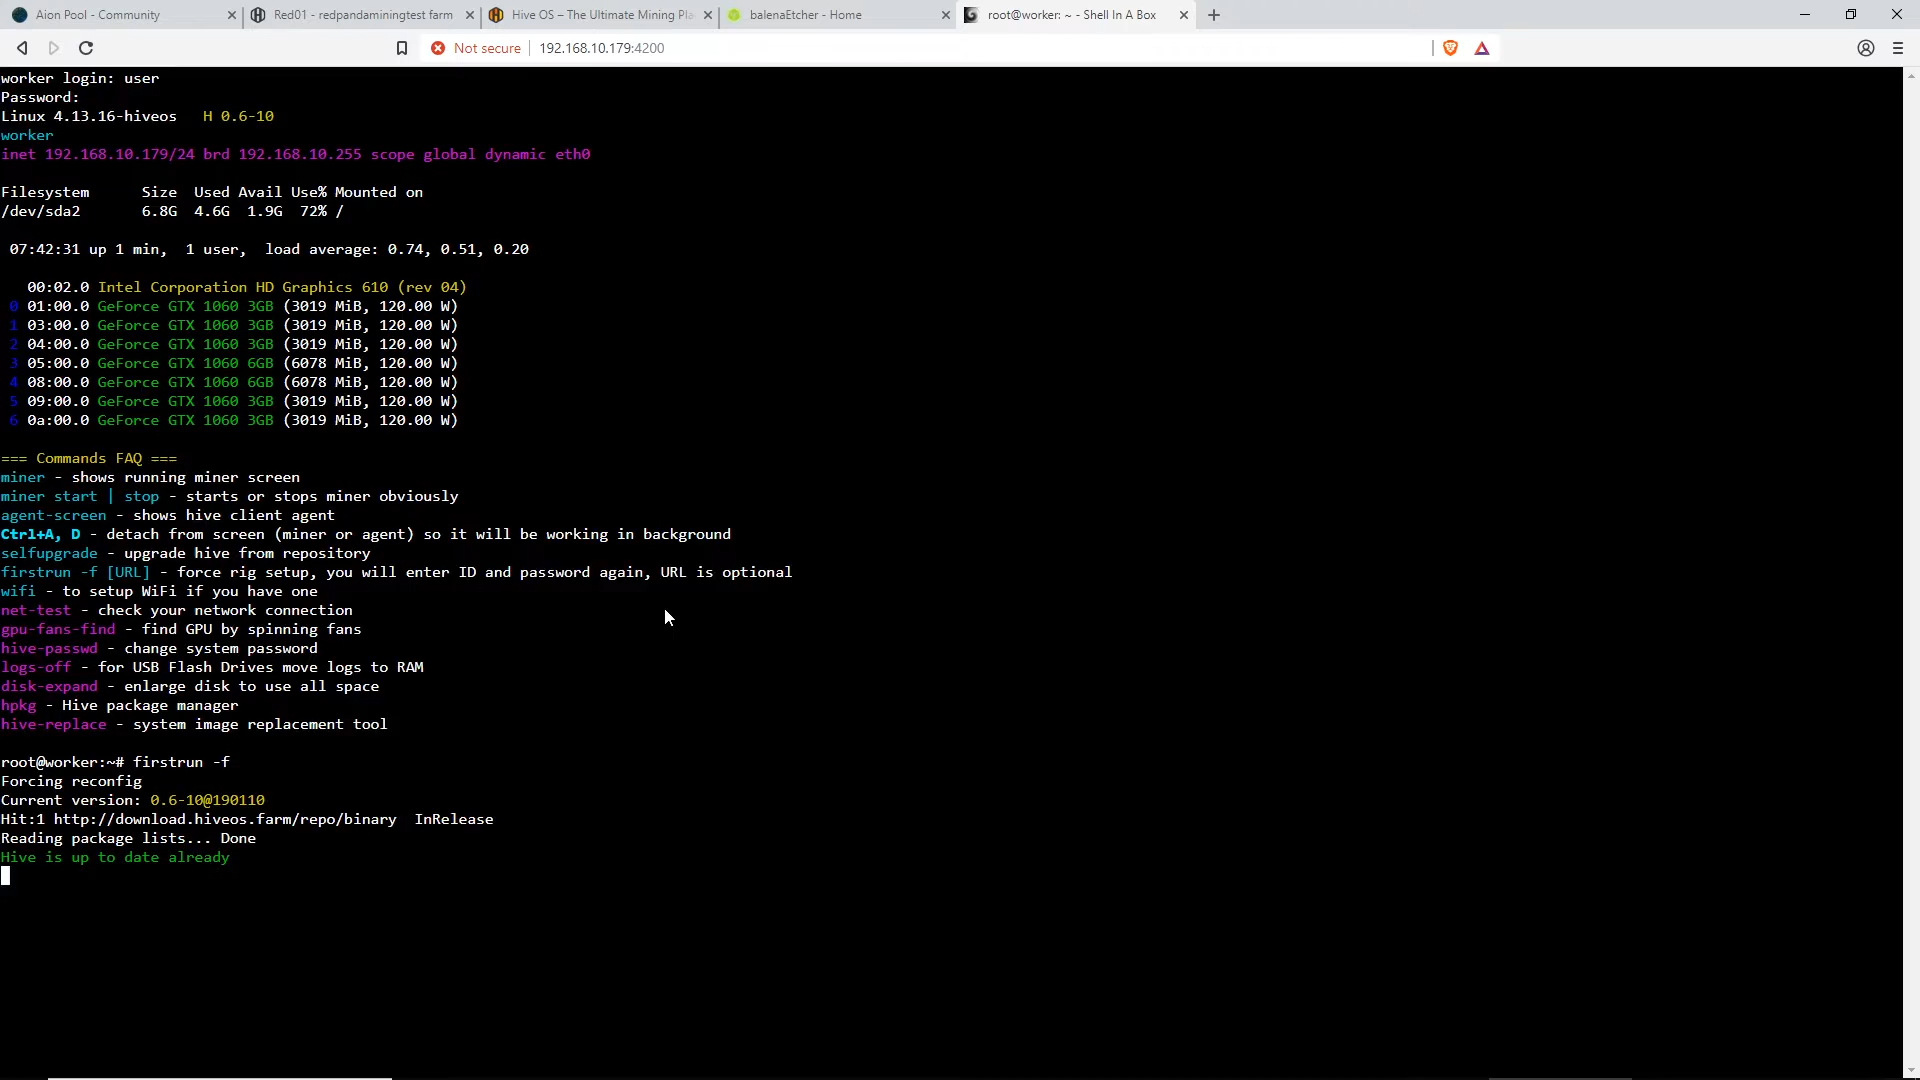 Aion Pool - Community
Red01 - redpandaminingtest farm
Hive OS – The Ultimate Mining Pla
balenaEtcher - Home
root@worker: ~ - Shell In A Box
Not secure
192.168.10.179:4200
worker login: user
Password:
Linux 4.13.16-hiveos   H 0.6-10
worker
inet 192.168.10.179/24 brd 192.168.10.255 scope global dynamic eth0
Filesystem      Size  Used Avail Use% Mounted on
/dev/sda2       6.8G  4.6G  1.9G  72% /
07:42:31 up 1 min,  1 user,  load average: 0.74, 0.51, 0.20
00:02.0 Intel Corporation HD Graphics 610 (rev 04)
0 01:00.0 GeForce GTX 1060 3GB (3019 MiB, 120.00 W)
1 03:00.0 GeForce GTX 1060 3GB (3019 MiB, 120.00 W)
2 04:00.0 GeForce GTX 1060 3GB (3019 MiB, 120.00 W)
3 05:00.0 GeForce GTX 1060 6GB (6078 MiB, 120.00 W)
4 08:00.0 GeForce GTX 1060 6GB (6078 MiB, 120.00 W)
5 09:00.0 GeForce GTX 1060 3GB (3019 MiB, 120.00 W)
6 0a:00.0 GeForce GTX 1060 3GB (3019 MiB, 120.00 W)
=== Commands FAQ ===
miner - shows running miner screen
miner start | stop - starts or stops miner obviously
agent-screen - shows hive client agent
Ctrl+A, D - detach from screen (miner or agent) so it will be working in background
selfupgrade - upgrade hive from repository
firstrun -f [URL] - force rig setup, you will enter ID and password again, URL is optional
wifi - to setup WiFi if you have one
net-test - check your network connection
gpu-fans-find - find GPU by spinning fans
hive-passwd - change system password
logs-off - for USB Flash Drives move logs to RAM
disk-expand - enlarge disk to use all space
hpkg - Hive package manager
hive-replace - system image replacement tool
root@worker:~# firstrun -f
Forcing reconfig
Current version: 0.6-10@190110
Hit:1 http://download.hiveos.farm/repo/binary  InRelease
Reading package lists... Done
Hive is up to date already